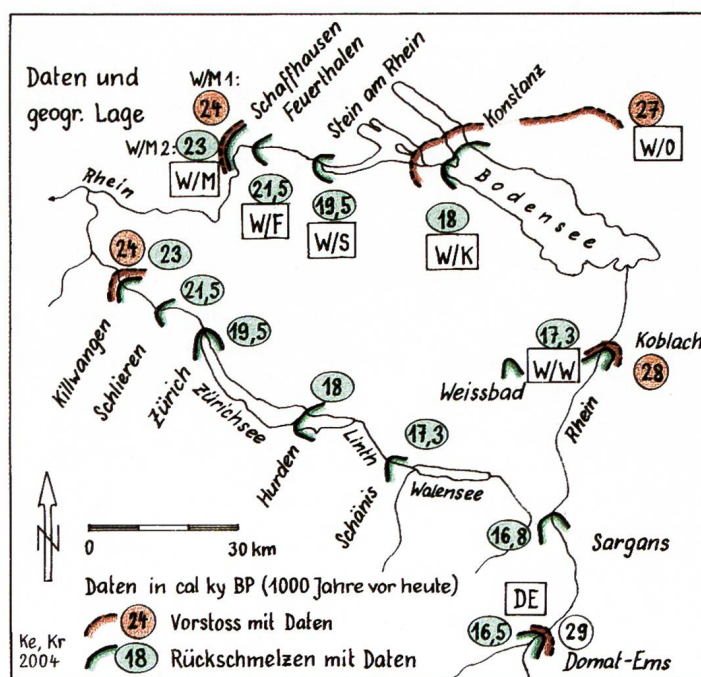 Daten und
geogr. Lage
W/M 1:
24
Schaffhausen
Feuerthalen
Stein am Rhein
Konstanz
27
W/O
W/M 2:
23
W/M
Rhein
21,5
W/F
19,5
W/S
18
W/K
Bodensee
24
23
21,5
19,5
Killwangen
Schlieren
Zürich
Zürichsee
18
Hurden
Linth
17,3
Schänis
Walensee
17,3
W/W
Weissbad
Koblach
28
Rhein
16,8
Sargans
N
0 30 km
DE
16,5
29
Domat-Ems
Daten in cal ky BP (1000 Jahre vor heute)
24 Vorstoss mit Daten
18 Rückschmelzen mit Daten
Ke, Kr
2004